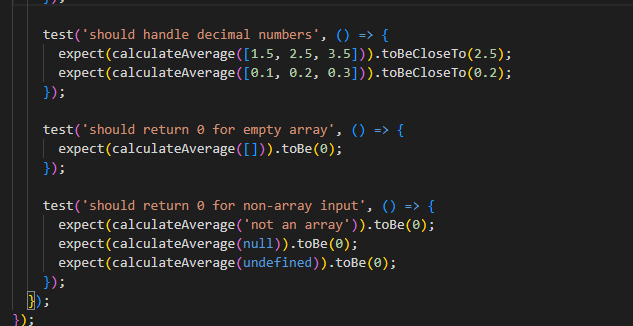 });
test('should handle decimal numbers', () => {
expect(calculateAverage([1.5, 2.5, 3.5])).toBeCloseTo(2.5);
expect(calculateAverage([0.1, 0.2, 0.3])).toBeCloseTo(0.2);
});
test('should return 0 for empty array', () => {
expect(calculateAverage([])).toBe(0);
});
test('should return 0 for non-array input', () => {
expect(calculateAverage('not an array')).toBe(0);
expect(calculateAverage(null)).toBe(0);
expect(calculateAverage(undefined)).toBe(0);
});
});
});